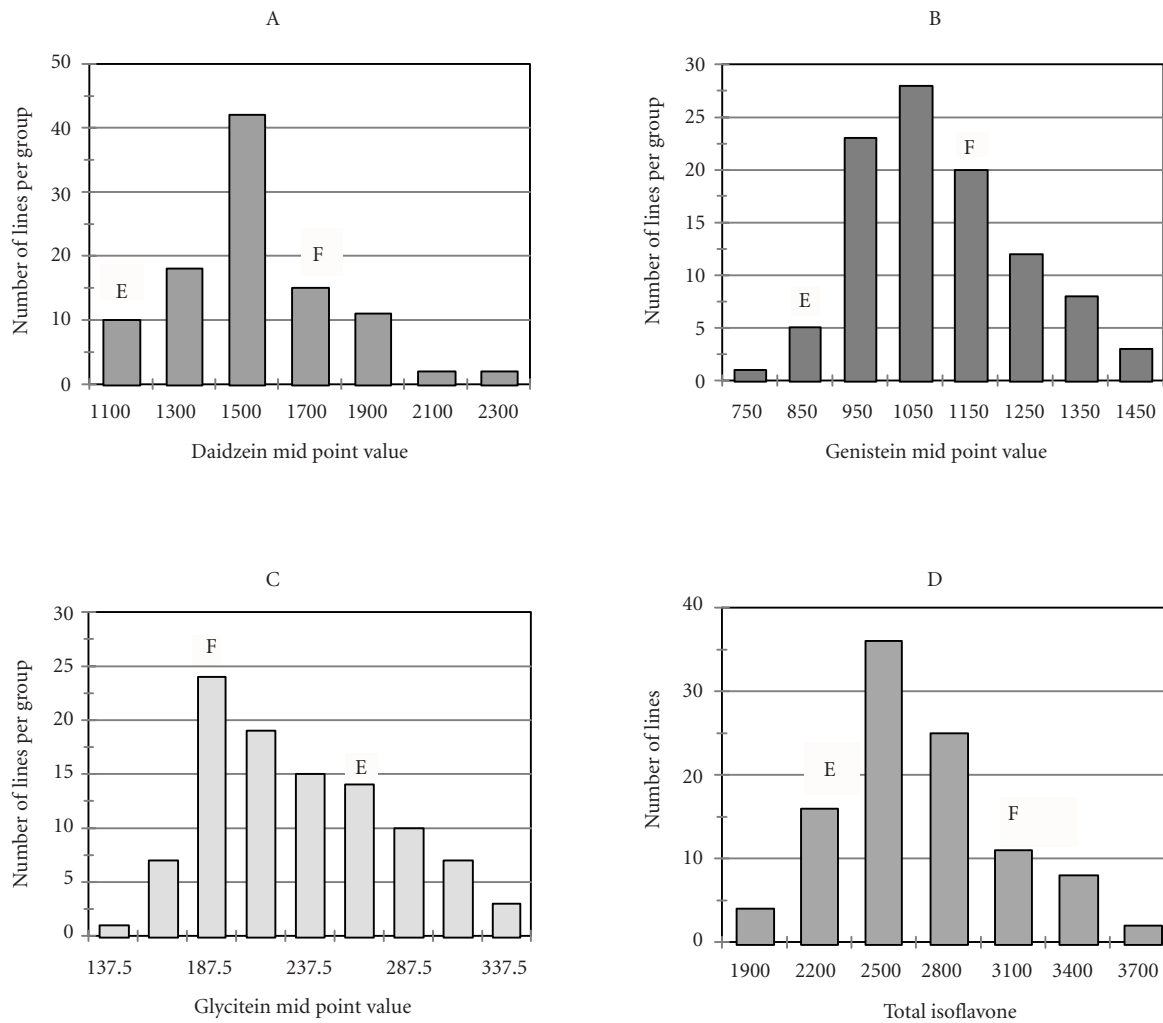 A
50
40
30
20
10
0
Number of lines per group
E
F
1100 1300 1500 1700 1900 2100 2300
Daidzein mid point value
B
30
25
20
15
10
5
0
Number of lines per group
E
F
750 850 950 1050 1150 1250 1350 1450
Genistein mid point value
C
30
25
20
15
10
5
0
Number of lines per group
F
E
137.5 187.5 237.5 287.5 337.5
Glycitein mid point value
D
40
30
20
10
0
Number of lines
E
F
1900 2200 2500 2800 3100 3400 3700
Total isoflavone